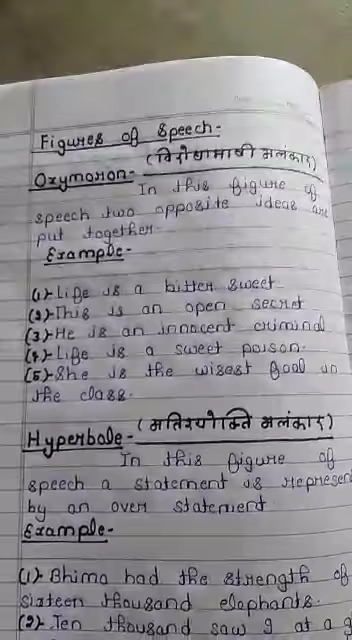 Figures of Speech-
(विरोधाभाषी अलंकार)
Oxymoron-
In this figure of
speech two opposite ideas are
put together.
Example-
(1)- Life is a bitter sweet
(2)- This is an open secret
(3)- He is an innocent criminal
(4)- Life is a sweet poison.
(5)- She is the wisest fool in
the class.
(अतिश्योक्ति अलंकार)
Hyperbole-
In this figure of
speech a statement is represen
by an over statement
Example-
(1)- Bhima had the strength of
sixteen thousand elephants.
(2)- Ten thousand saw I at a g